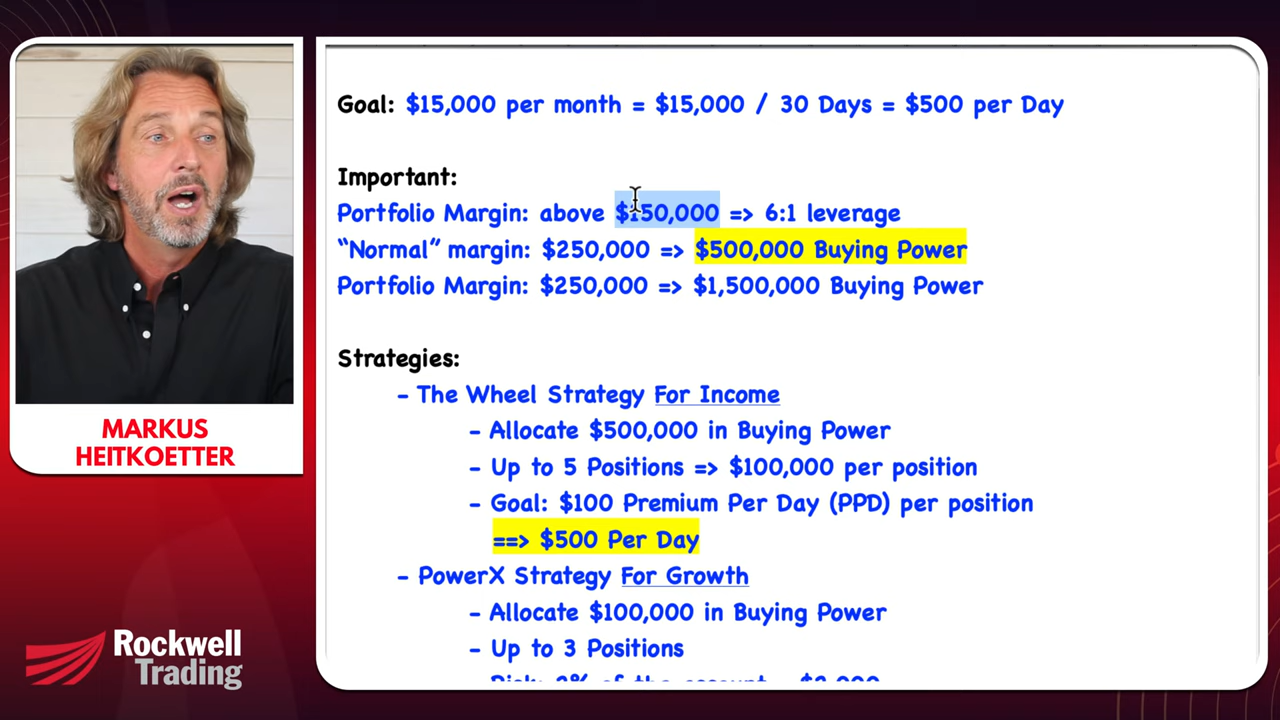 Goal: $15,000 per month = $15,000 / 30 Days = $500 per Day
Important:
Portfolio Margin: above $150,000 => 6:1 leverage
“Normal” margin: $250,000 => $500,000 Buying Power
Portfolio Margin: $250,000 => $1,500,000 Buying Power
Strategies:
- The Wheel Strategy For Income
- Allocate $500,000 in Buying Power
- Up to 5 Positions => $100,000 per position
- Goal: $100 Premium Per Day (PPD) per position
==> $500 Per Day
- PowerX Strategy For Growth
- Allocate $100,000 in Buying Power
- Up to 3 Positions
of the account
MARKUS
HEITKOETTER
Rockwell
Trading